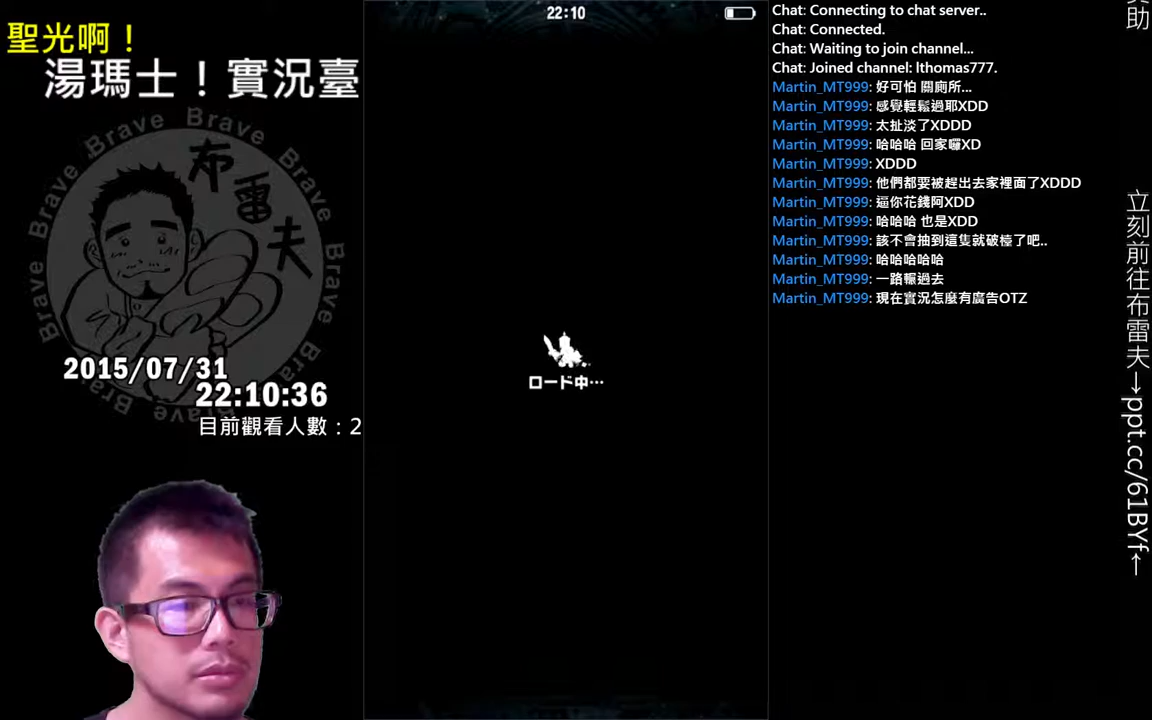 聖光啊！
湯瑪士！實況臺
Brave Brave Brave Brave Brave Brave Brave Brave
布雷夫
2015/07/31
22:10:36
目前觀看人數：2
22:10
ロード中…
Chat: Connecting to chat server..
Chat: Connected.
Chat: Waiting to join channel...
Chat: Joined channel: lthomas777.
Martin_MT999: 好可怕 關廁所...
Martin_MT999: 感覺輕鬆過耶XDD
Martin_MT999: 太扯淡了XDDD
Martin_MT999: 哈哈哈 回家囉XD
Martin_MT999: XDDD
Martin_MT999: 他們都要被趕出去家裡面了XDDD
Martin_MT999: 逼你花錢阿XDD
Martin_MT999: 哈哈哈 也是XDD
Martin_MT999: 該不會抽到這隻就破檯了吧..
Martin_MT999: 哈哈哈哈哈
Martin_MT999: 一路輾過去
Martin_MT999: 現在實況怎麼有廣告OTZ
助
立刻前往布雷夫→ppt.cc/61BYf←